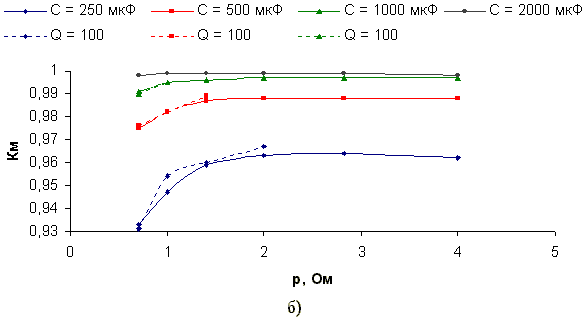 C = 250 мкФ C = 500 мкФ C = 1000 мкФ C = 2000 мкФ
Q = 100 Q = 100 Q = 100
1
0,99
0,98
0,97
0,96
0,95
0,94
0,93
Км
0 1 2 3 4 5
р, Ом
б)